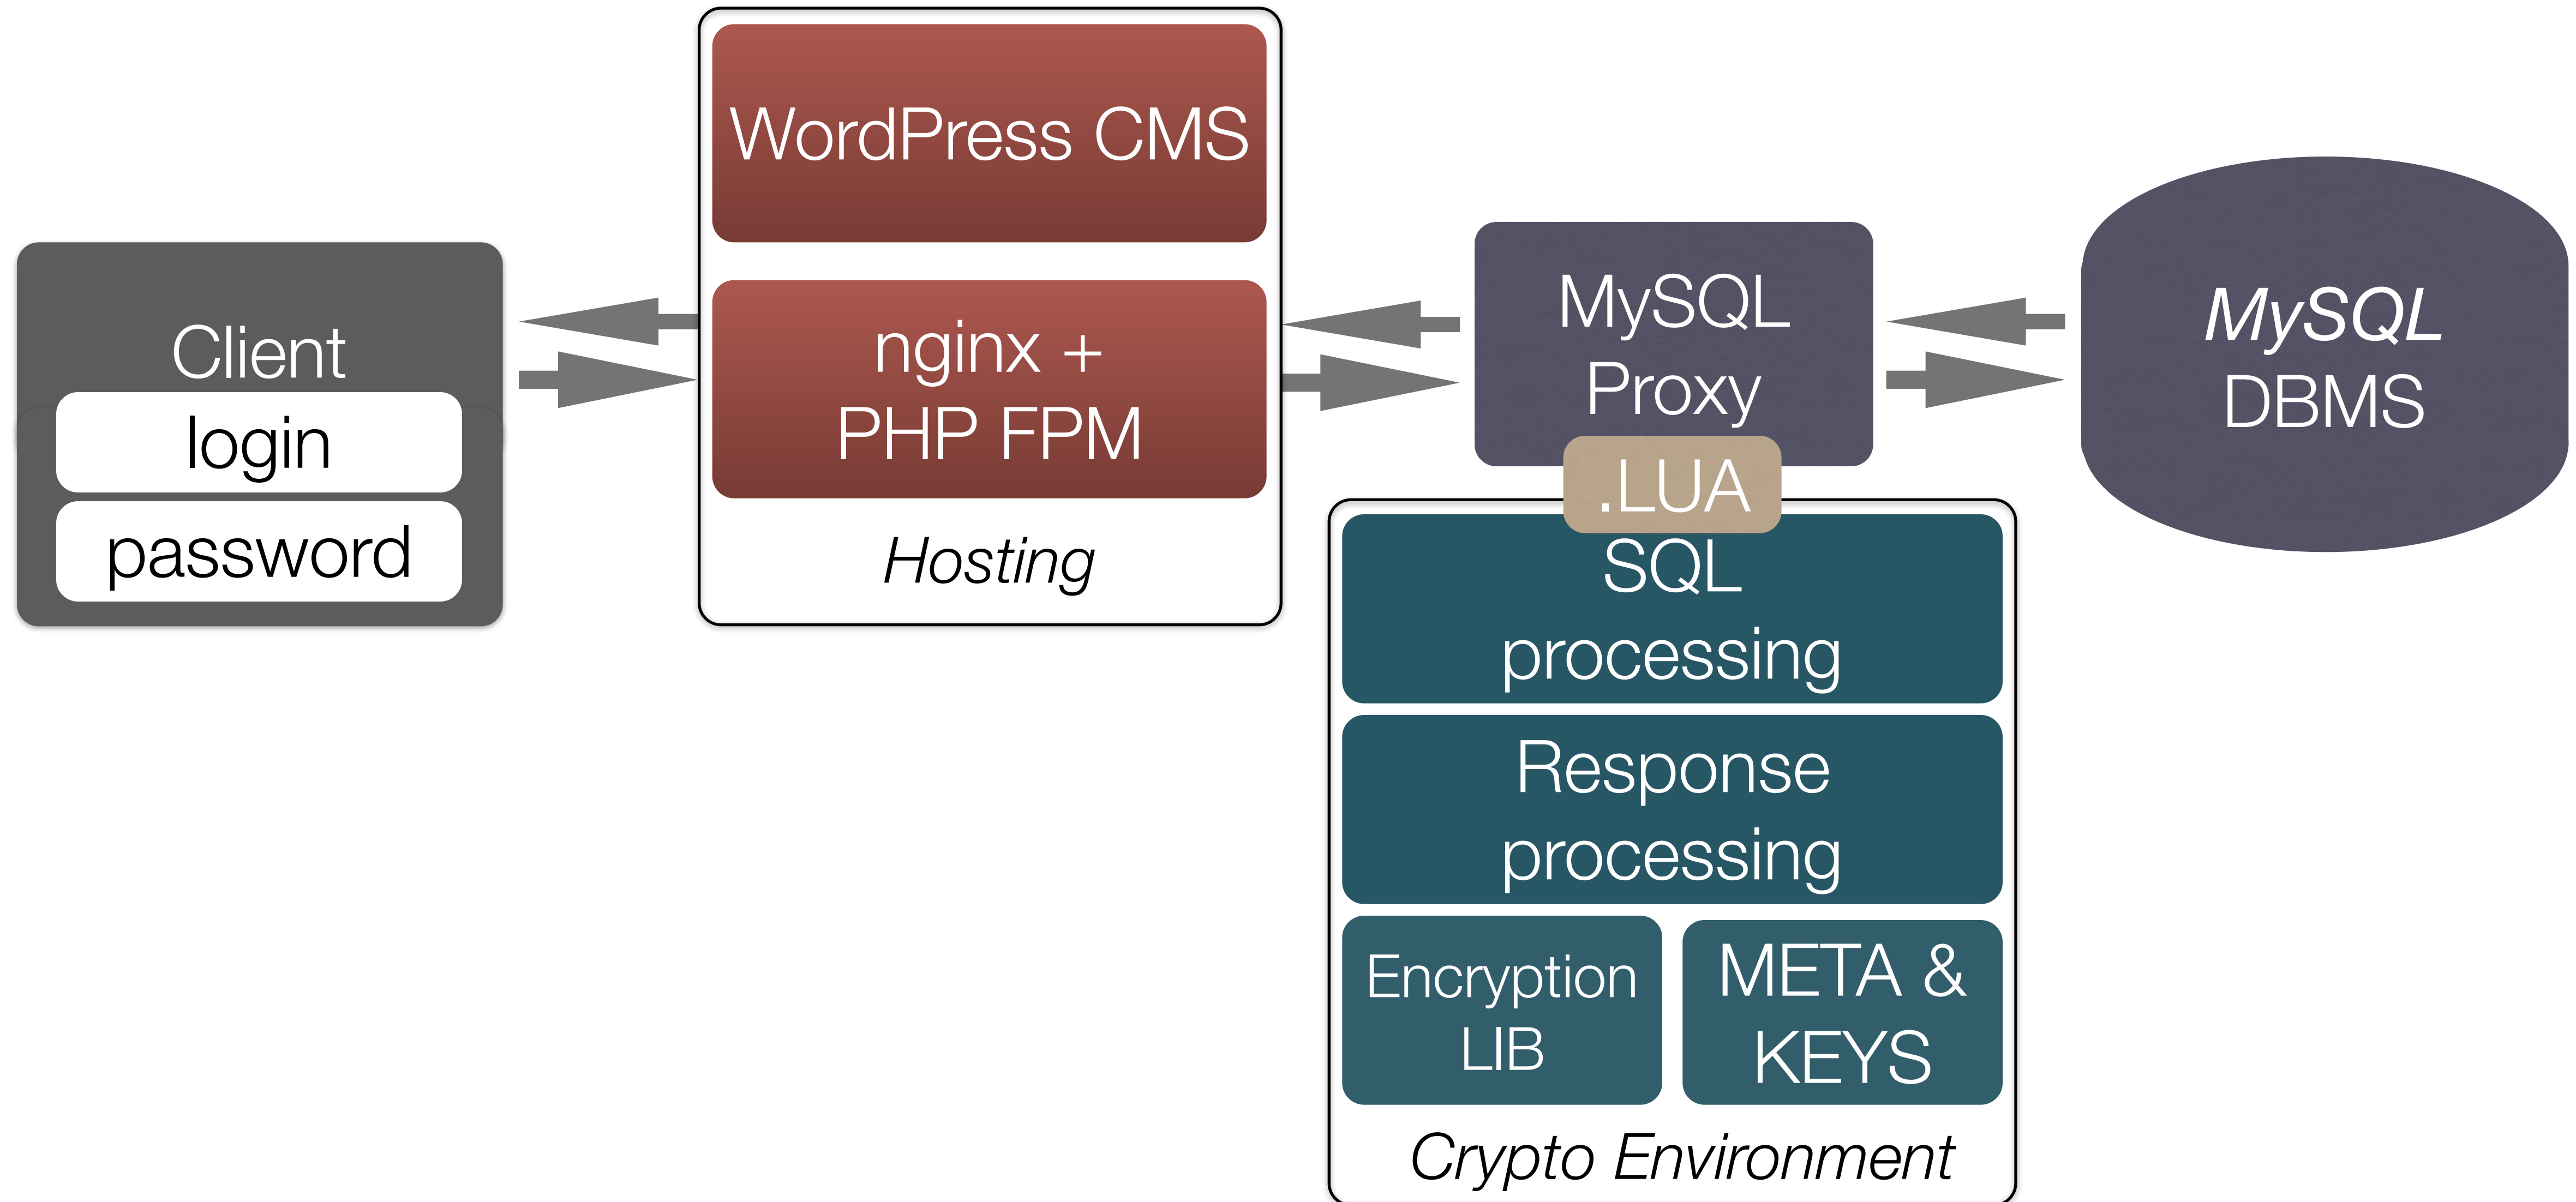 Client
login
password
WordPress CMS
nginx +
PHP FPM
Hosting
MySQL
Proxy
.LUA
SQL
processing
Response
processing
Encryption
LIB
META &
KEYS
Crypto Environment
MySQL
DBMS